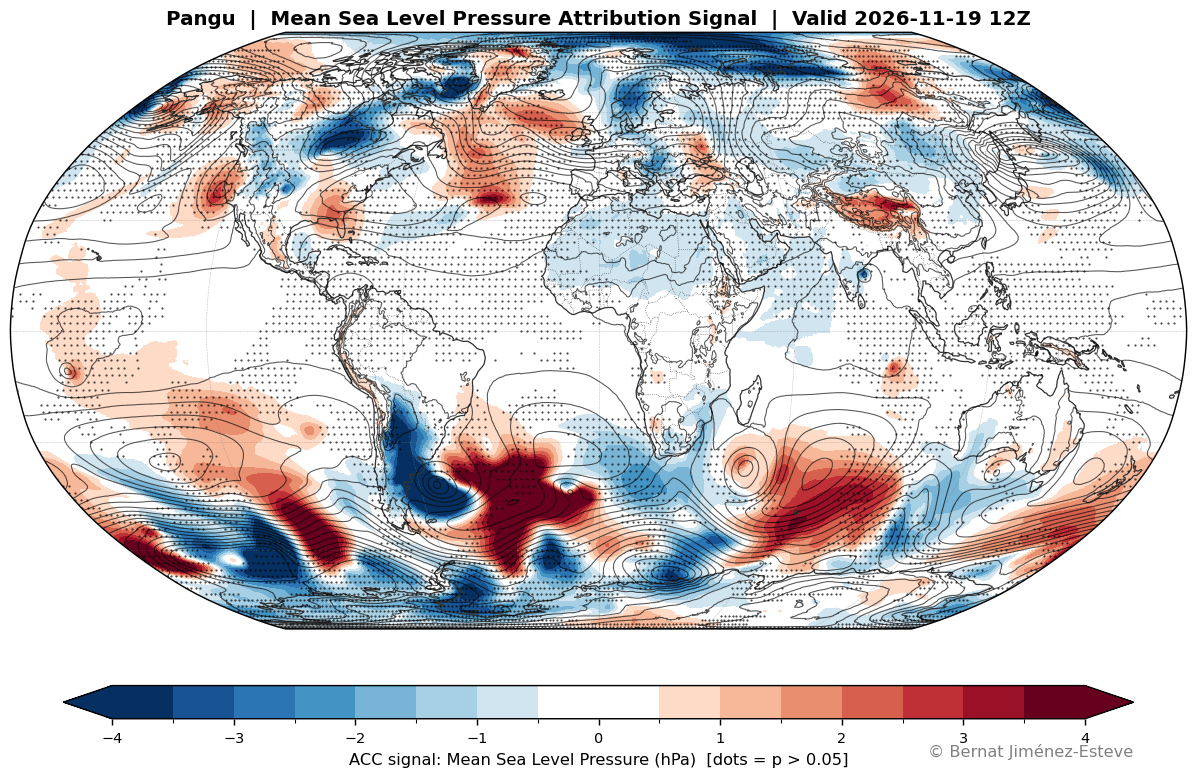 Pangu | Mean Sea Level Pressure Attribution Signal | Valid 2026-11-19 12Z
−4 −3 −2 −1 0 1 2 3 4
ACC signal: Mean Sea Level Pressure (hPa) [dots = p > 0.05]
© Bernat Jiménez-Esteve